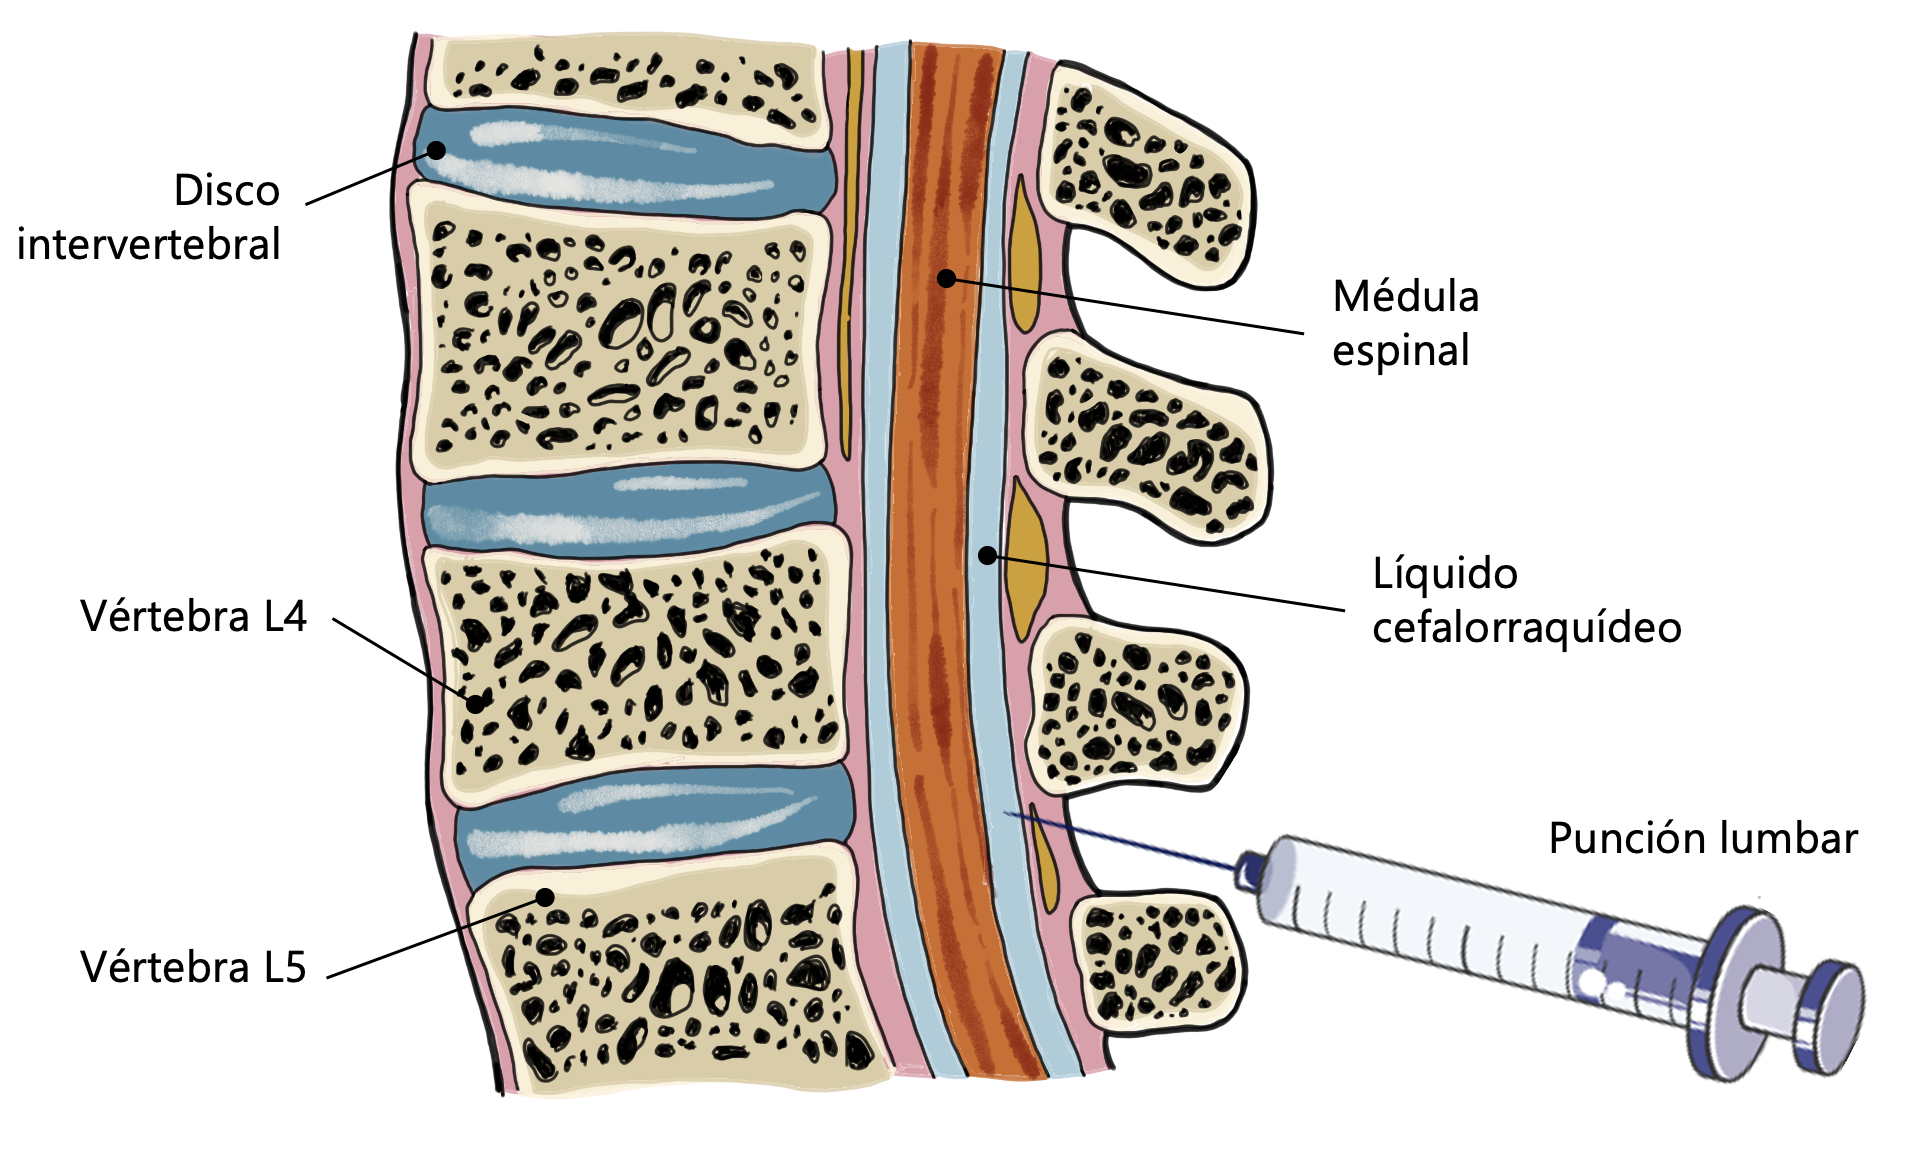 Disco
intervertebral
Médula
espinal
Líquido
cefalorraquídeo
Vértebra L4
Punción lumbar
Vértebra L5